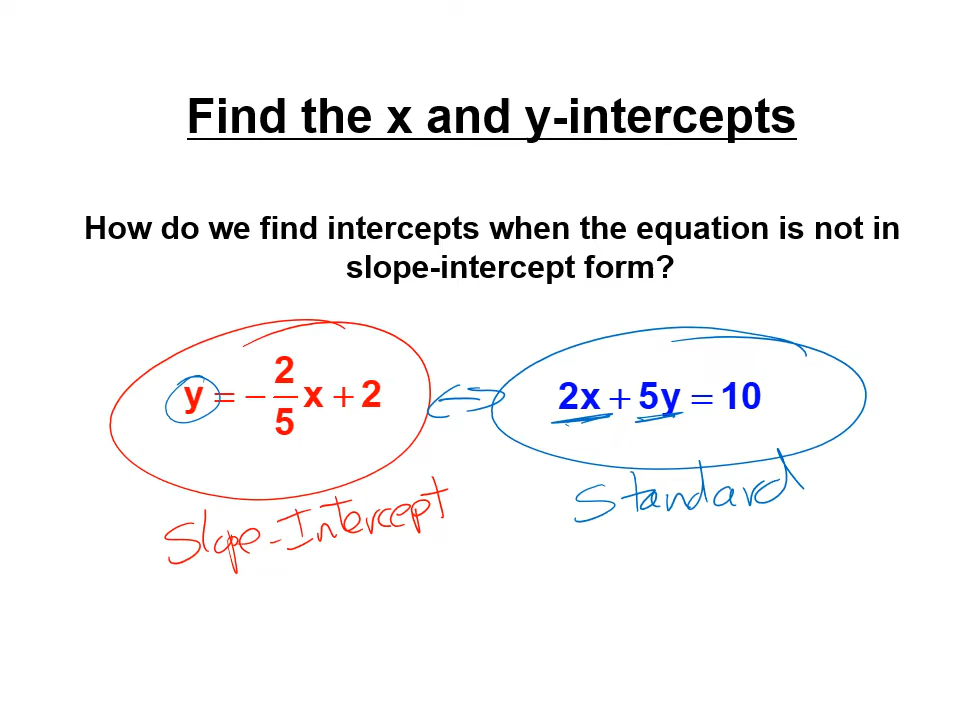 Find the x and y-intercepts
How do we find intercepts when the equation is not in
slope-intercept form?
y = −2/5x + 2 ⇔ 2x + 5y = 10
Slope-Intercept
Standard